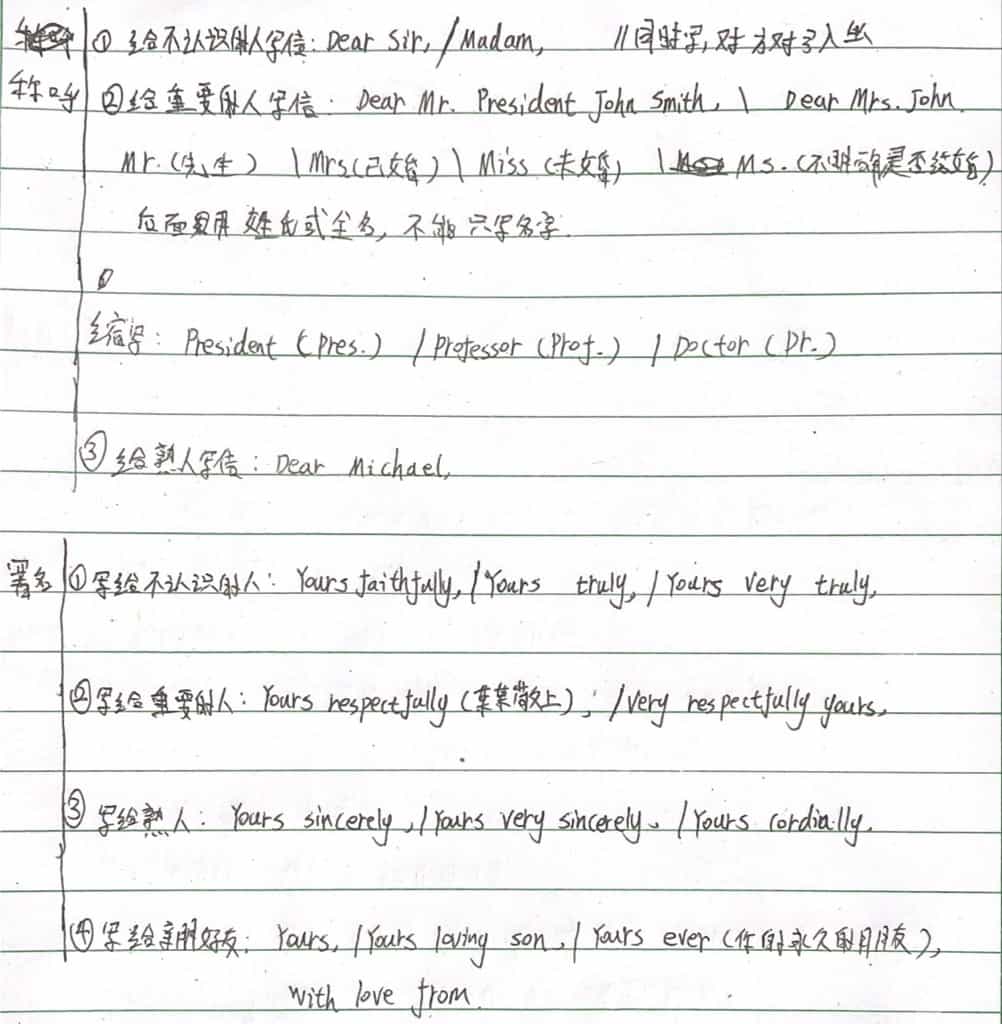 称呼 ① 给不认识的人写信: Dear Sir, / Madam, //同时写, 对方对号入坐
② 给重要的人写信: Dear Mr. President John Smith, \ Dear Mrs. John.
Mr. (先生) \ Mrs (已婚) \ Miss (未婚) \ Ms. (不明确是否结婚)
后面要用 姓氏或全名, 不能只写名字.
缩写: President (Pres.) / Professor (Prof.) / Doctor (Dr.)
③ 给熟人写信: Dear Michael,
署名 ① 写给不认识的人: Yours faithfully, / Yours truly, / Yours very truly,
② 写给重要的人: Yours respectfully (某某敬上), / very respectfully yours,
③ 写给熟人: Yours sincerely, / Yours very sincerely, / Yours cordially.
④ 写给亲朋好友: Yours, / Yours loving son, / Yours ever (你的永久的朋友),
with love from.